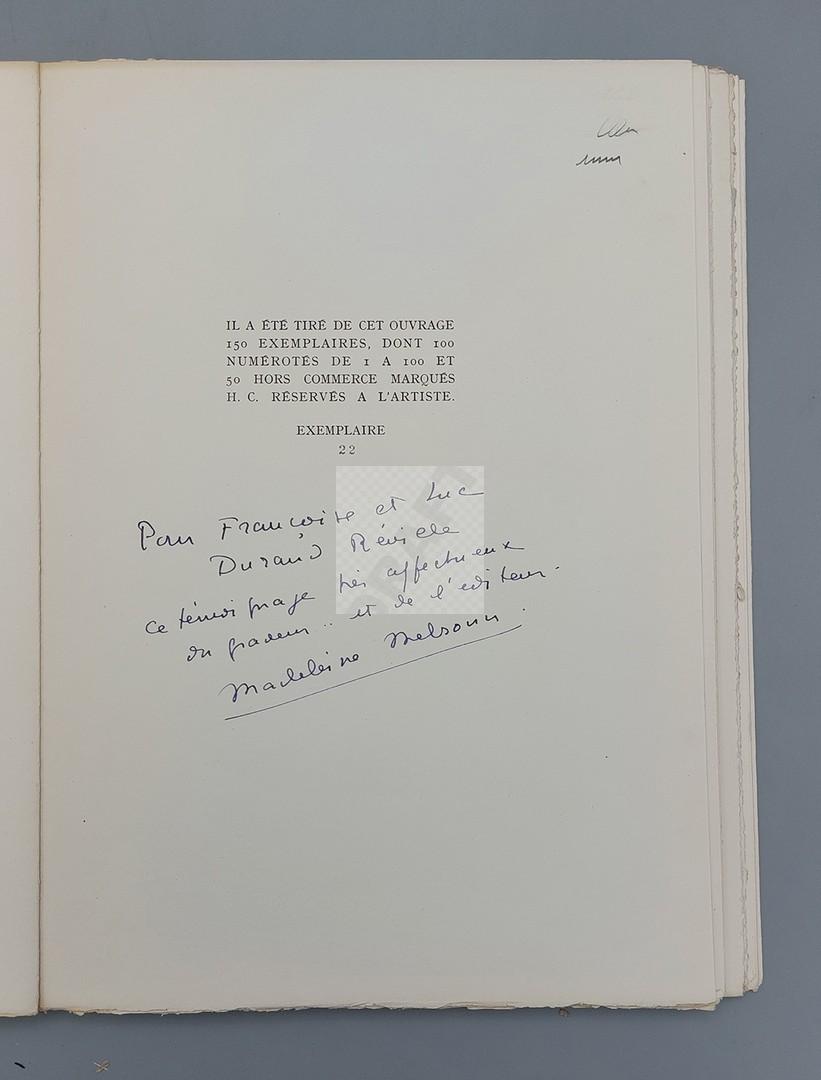 IL A ÉTÉ TIRÉ DE CET OUVRAGE
150 EXEMPLAIRES, DONT 100
NUMÉROTÉS DE 1 A 100 ET
50 HORS COMMERCE MARQUÉS
H. C. RÉSERVÉS A L'ARTISTE.
EXEMPLAIRE
22
Pour Françoise et Luc
Durand Réville
ce témoignage très affectueux
du graveur .. et de l'editeur.
Madeleine Melsonn.